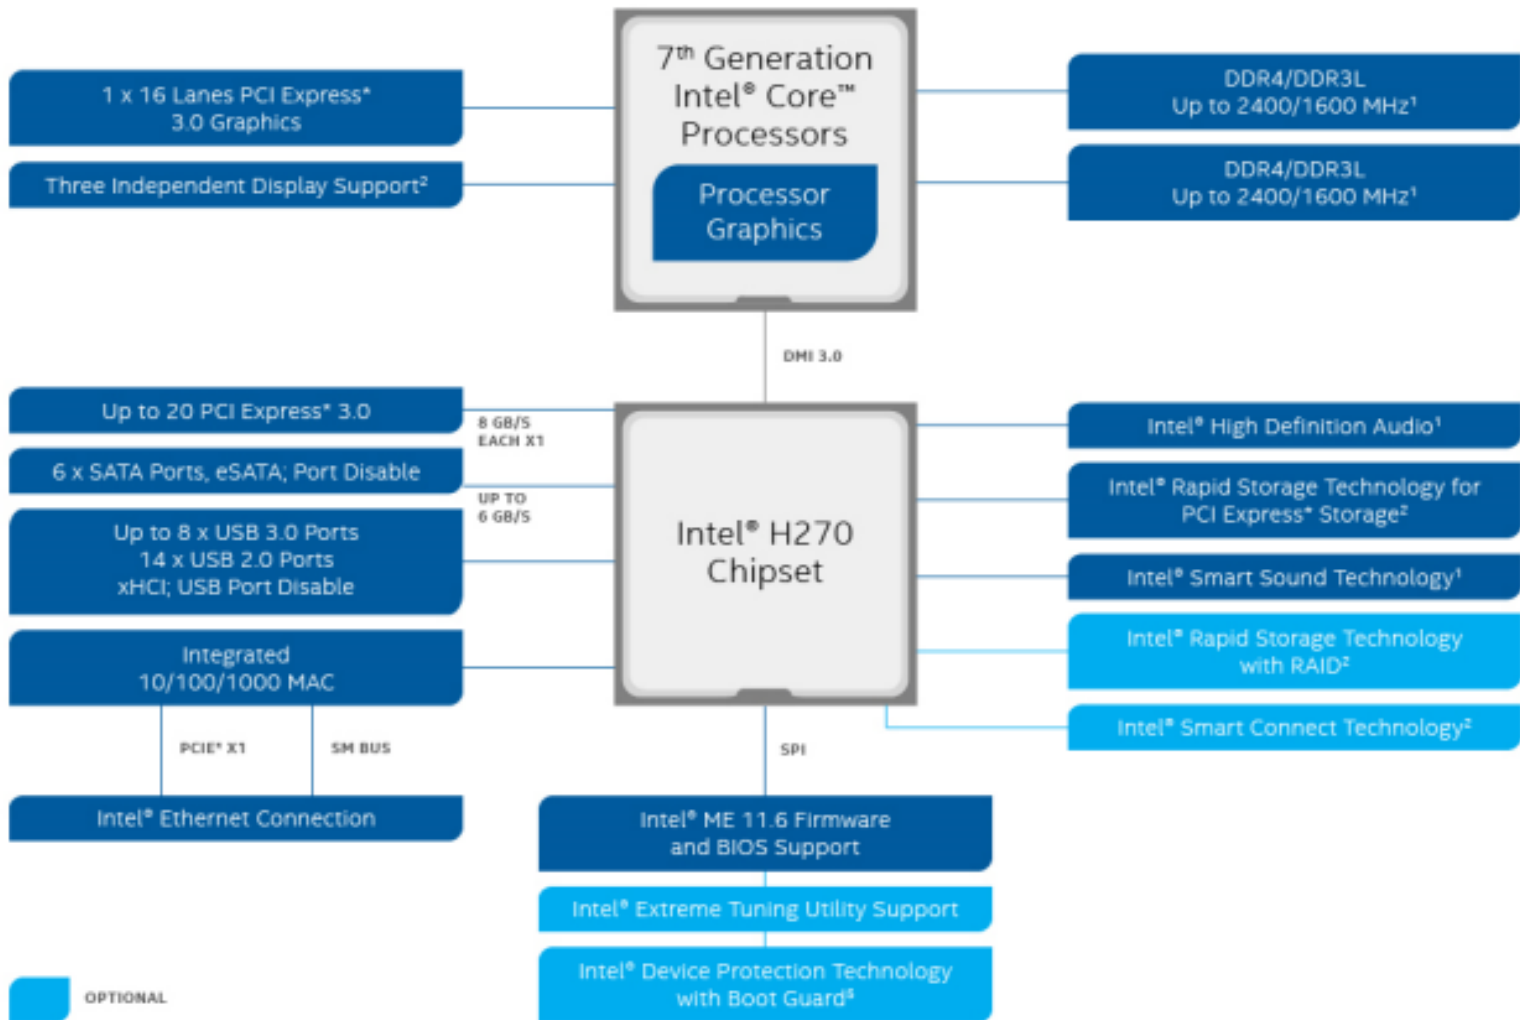 7th Generation
Intel® Core™
Processors
Processor
Graphics
1 x 16 Lanes PCI Express*
3.0 Graphics
Three Independent Display Support²
DDR4/DDR3L
Up to 2400/1600 MHz¹
DDR4/DDR3L
Up to 2400/1600 MHz¹
DMI 3.0
Up to 20 PCI Express* 3.0
8 GB/S
EACH X1
6 x SATA Ports, eSATA; Port Disable
UP TO
6 GB/S
Up to 8 x USB 3.0 Ports
14 x USB 2.0 Ports
xHCI; USB Port Disable
Integrated
10/100/1000 MAC
PCIE* X1
SM BUS
Intel® Ethernet Connection
Intel® H270
Chipset
Intel® High Definition Audio¹
Intel® Rapid Storage Technology for
PCI Express* Storage²
Intel® Smart Sound Technology¹
Intel® Rapid Storage Technology
with RAID²
Intel® Smart Connect Technology²
SPI
Intel® ME 11.6 Firmware
and BIOS Support
Intel® Extreme Tuning Utility Support
Intel® Device Protection Technology
with Boot Guard⁵
OPTIONAL